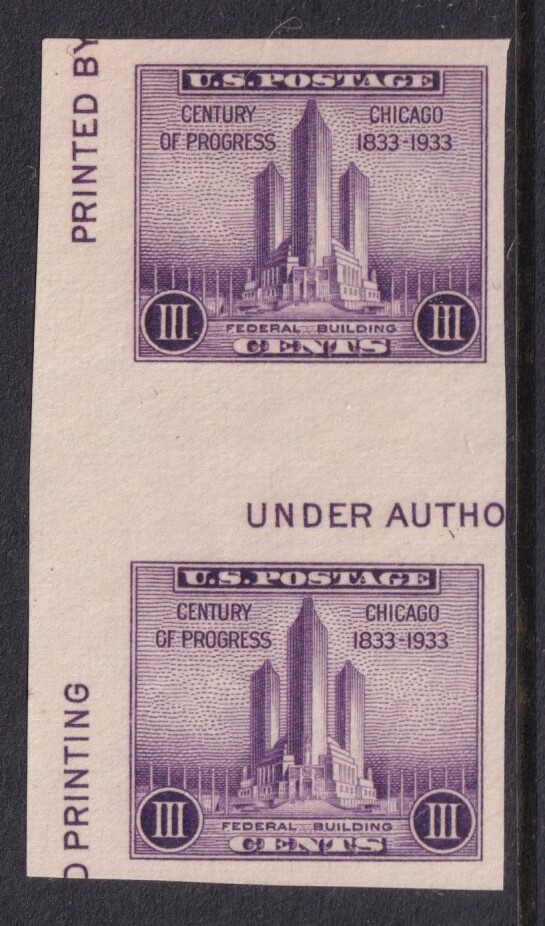 PRINTED BY
U.S. POSTAGE
CENTURY OF PROGRESS
CHICAGO 1833-1933
III
III
FEDERAL BUILDING
CENTS
UNDER AUTHO
U.S. POSTAGE
CENTURY OF PROGRESS
CHICAGO 1833-1933
III
III
FEDERAL BUILDING
CENTS
D PRINTING